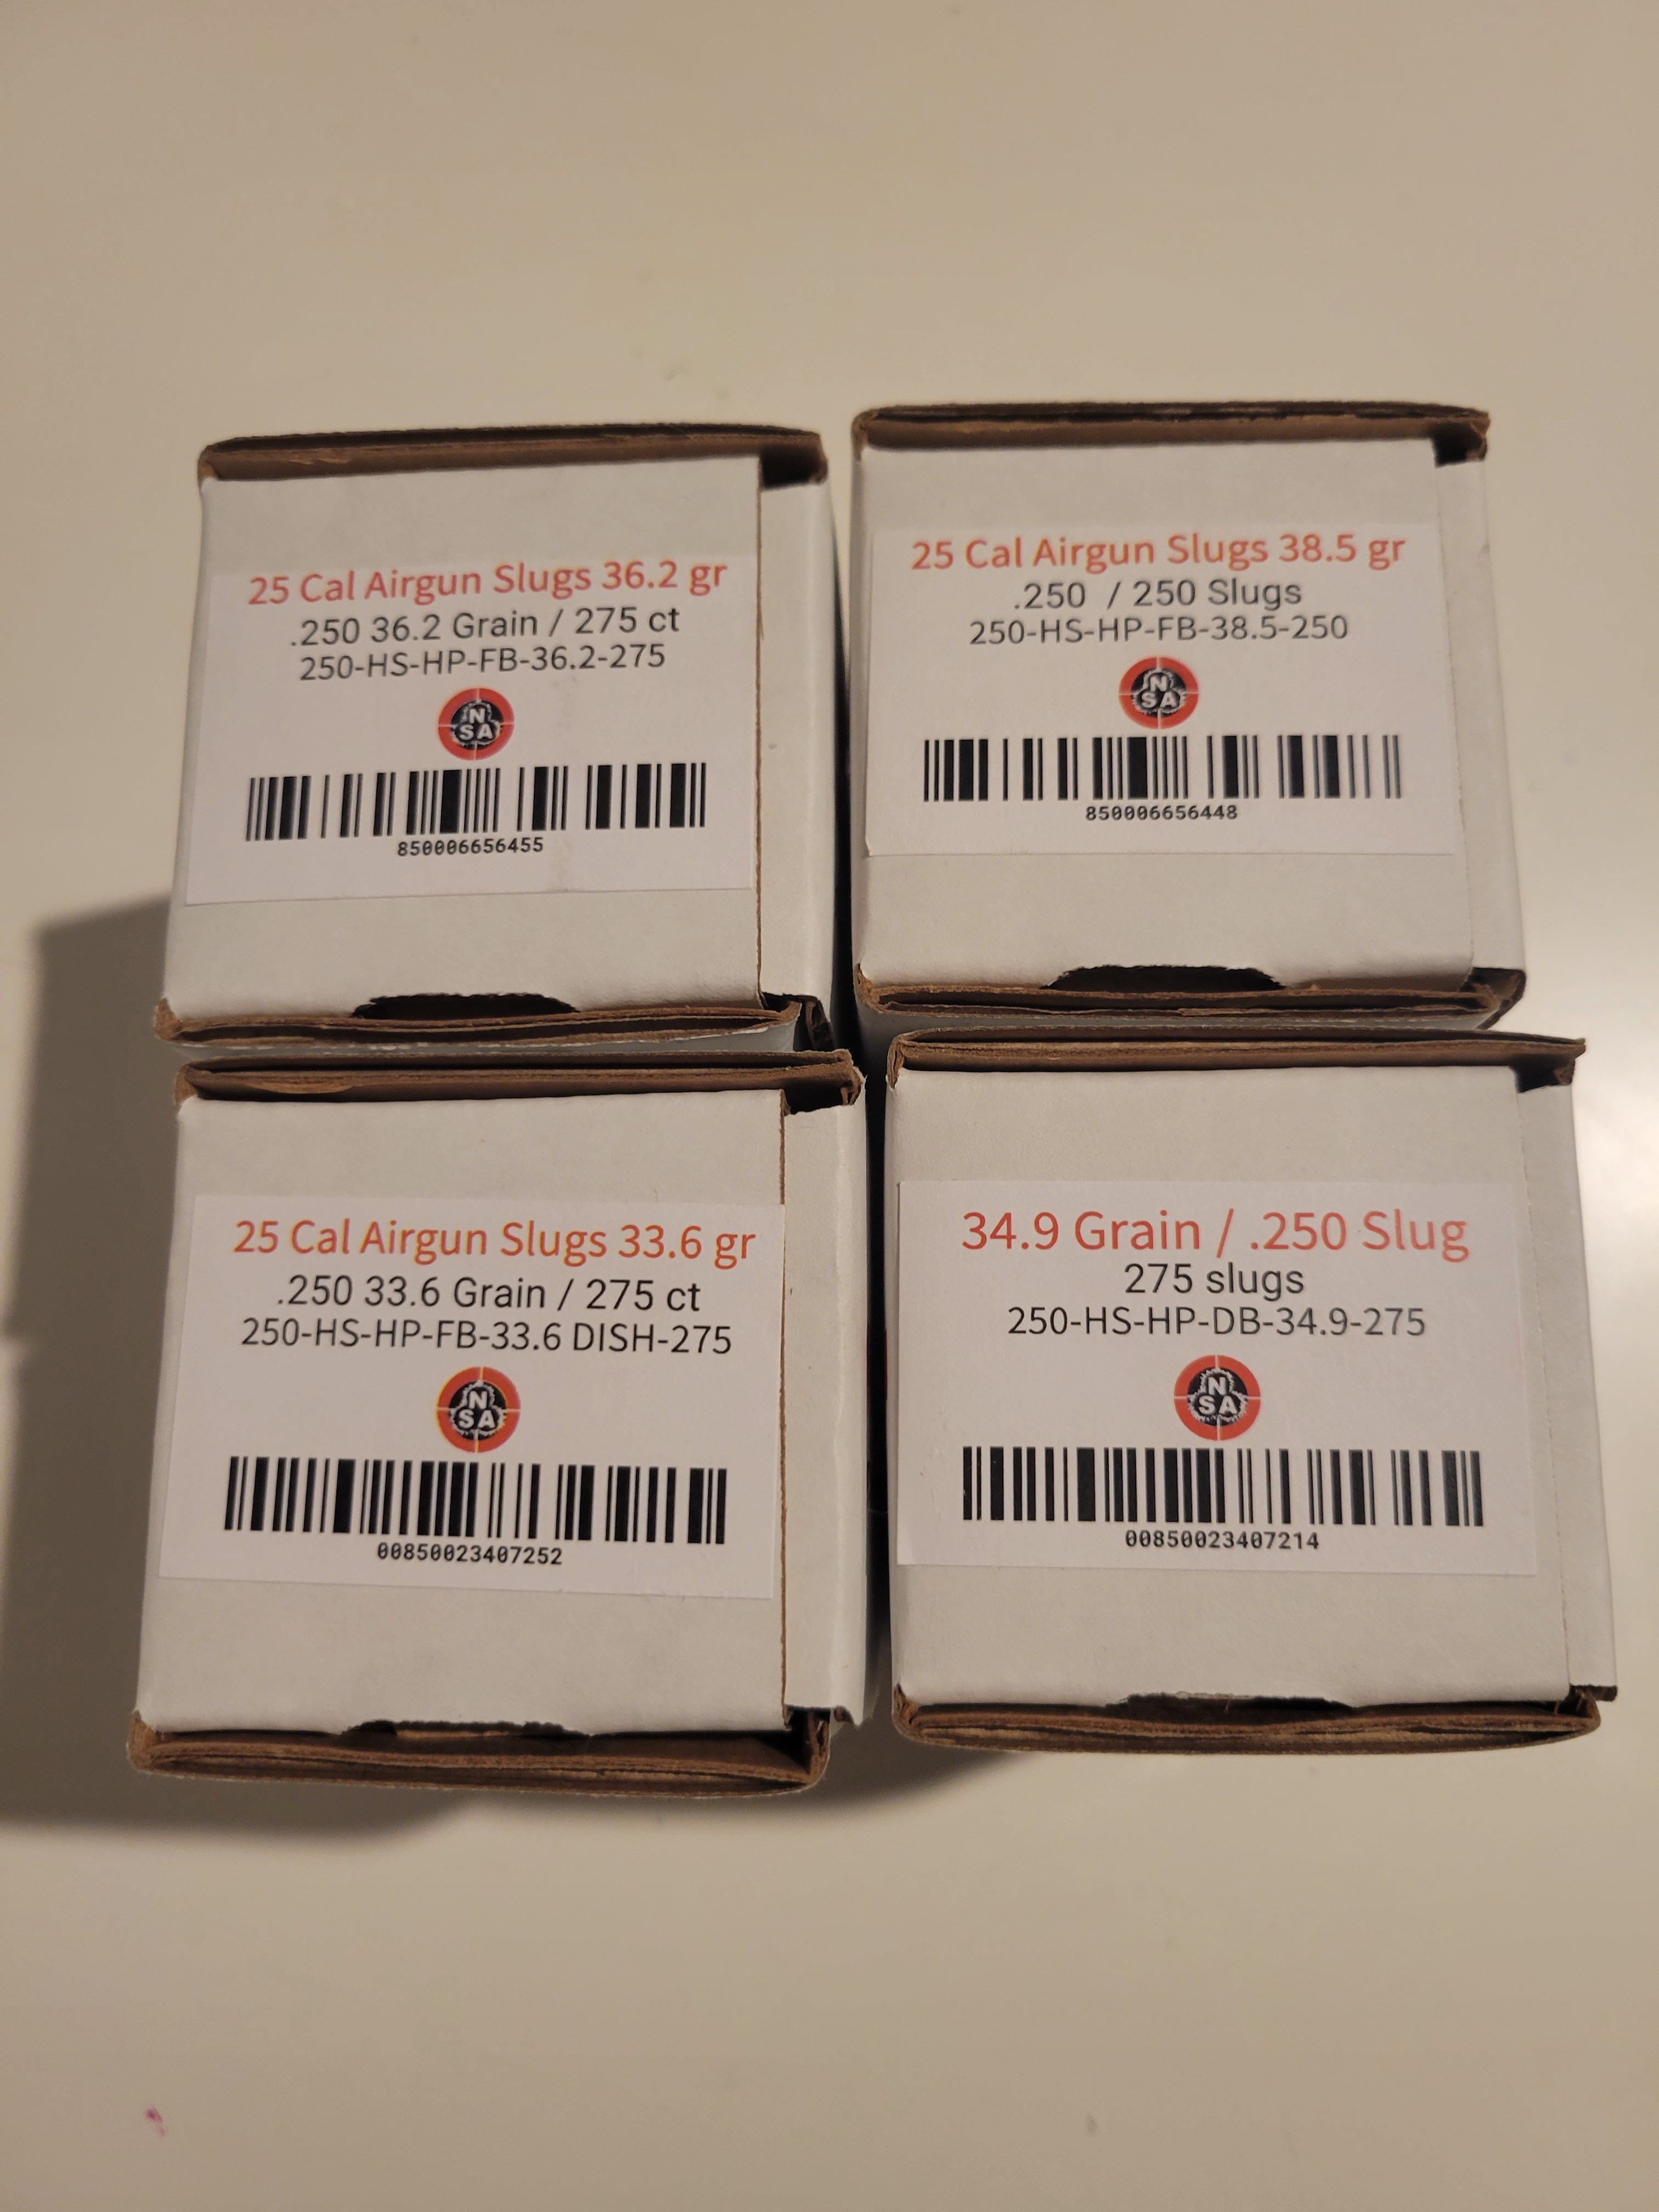 25 Cal Airgun Slugs 36.2 gr
.250 36.2 Grain / 275 ct
250-HS-HP-FB-36.2-275
N
SA
850006656455
25 Cal Airgun Slugs 38.5 gr
.250 / 250 Slugs
250-HS-HP-FB-38.5-250
N
SA
850006656448
25 Cal Airgun Slugs 33.6 gr
.250 33.6 Grain / 275 ct
250-HS-HP-FB-33.6 DISH-275
N
SA
00850023407252
34.9 Grain / .250 Slug
275 slugs
250-HS-HP-DB-34.9-275
N
SA
00850023407214